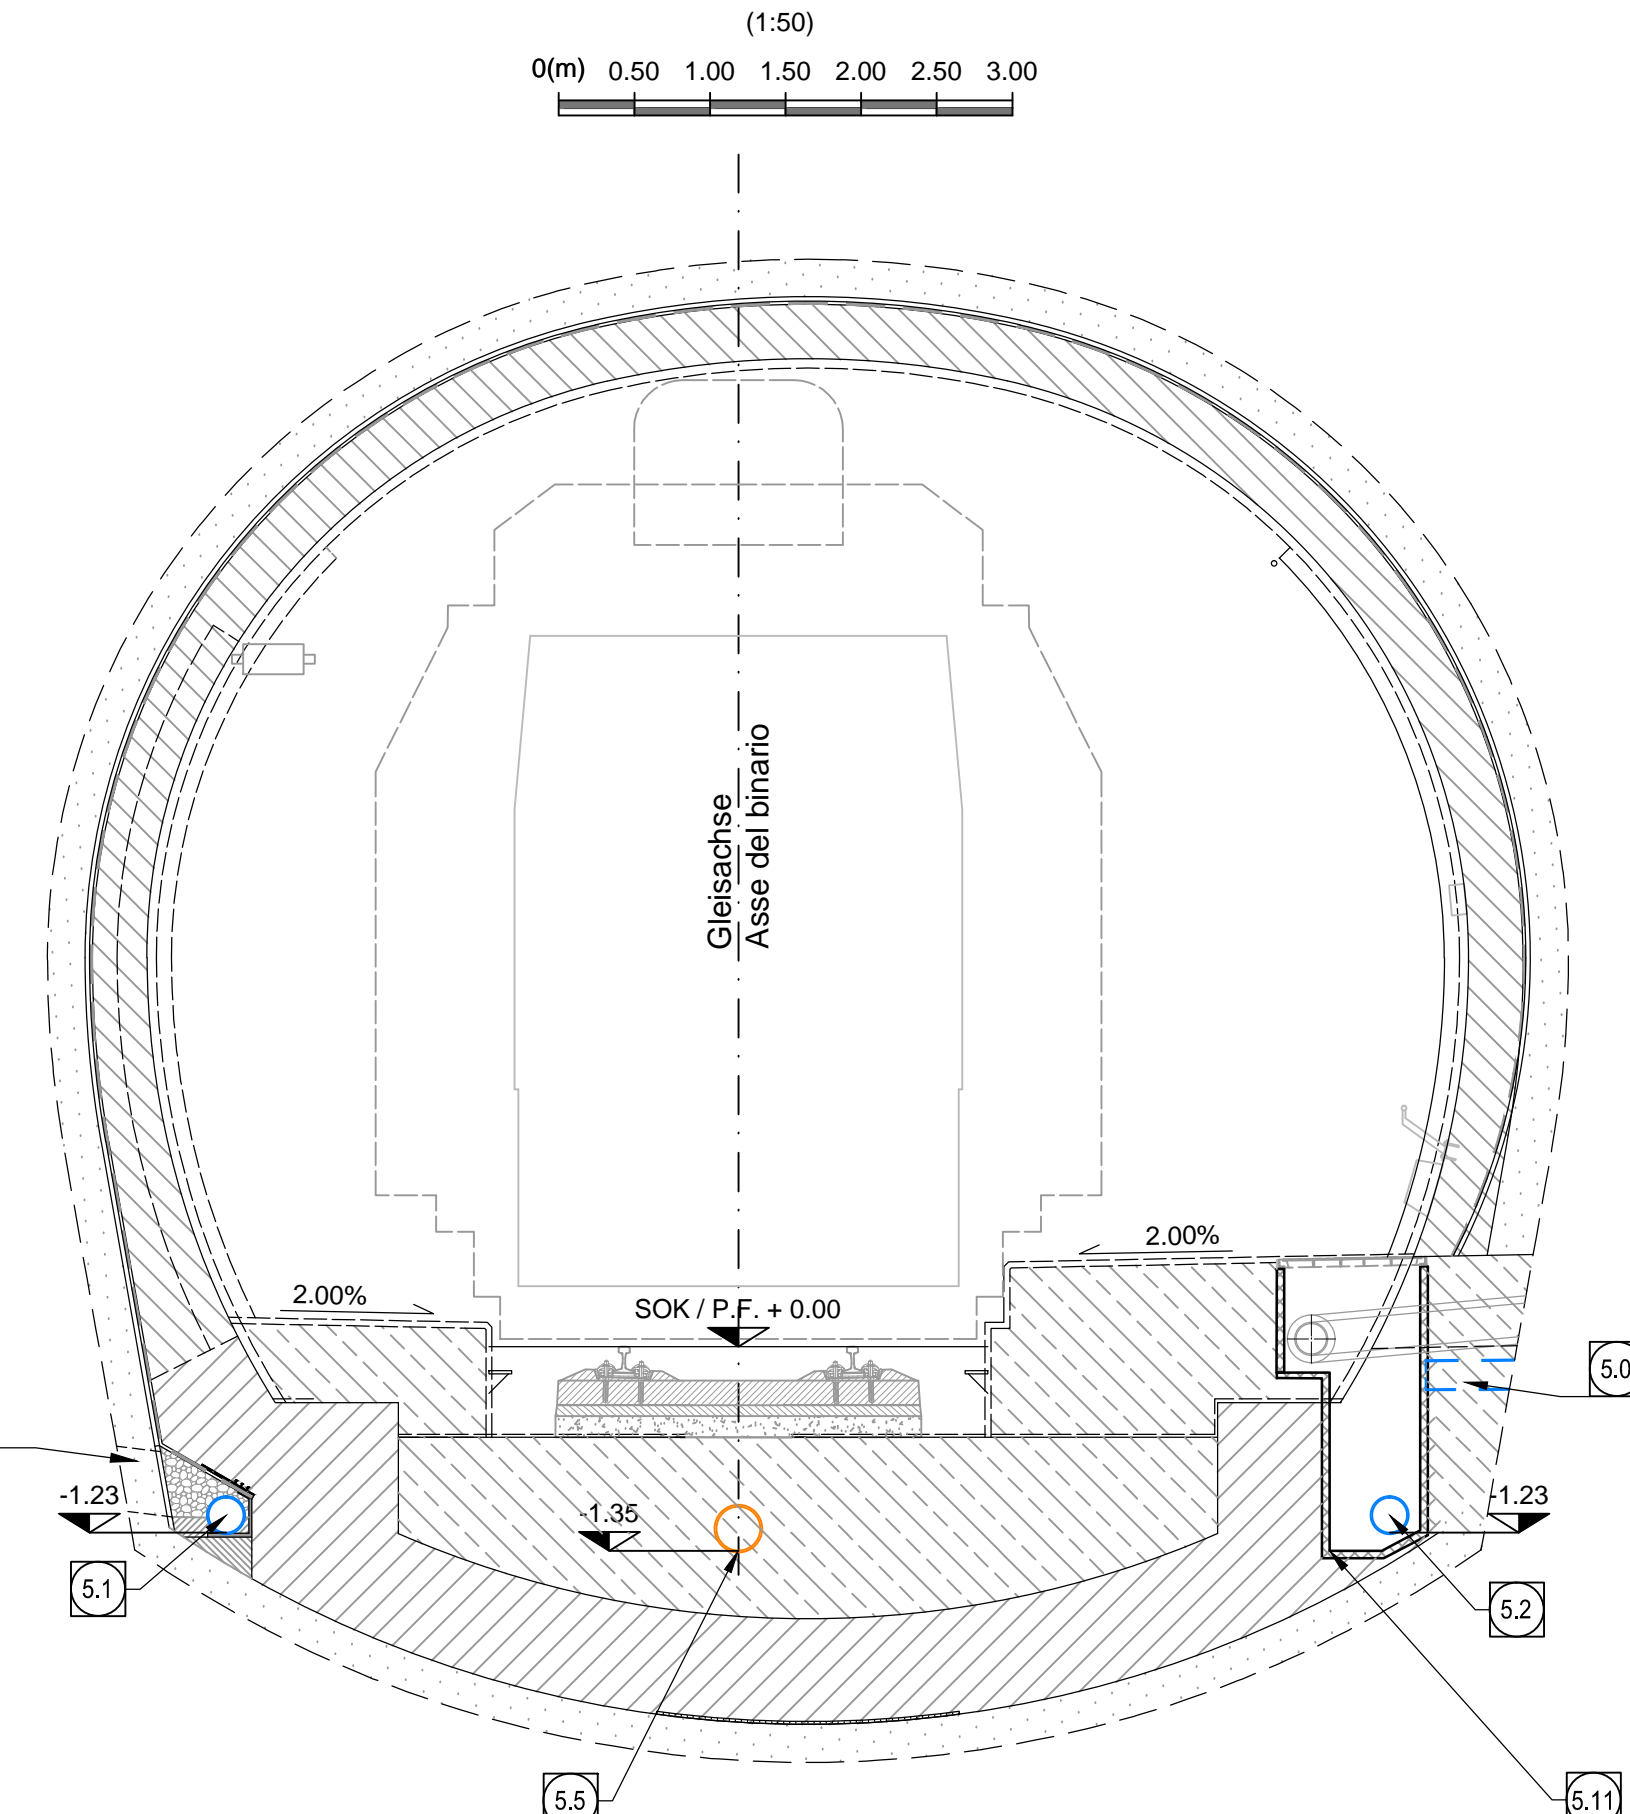 (1:50)
0(m) 0.50 1.00 1.50 2.00 2.50 3.00
Gleisachse
Asse del binario
2.00%
2.00%
SOK / P.F. + 0.00
5.0
-1.23
-1.35
-1.23
5.1
5.2
5.5
5.11